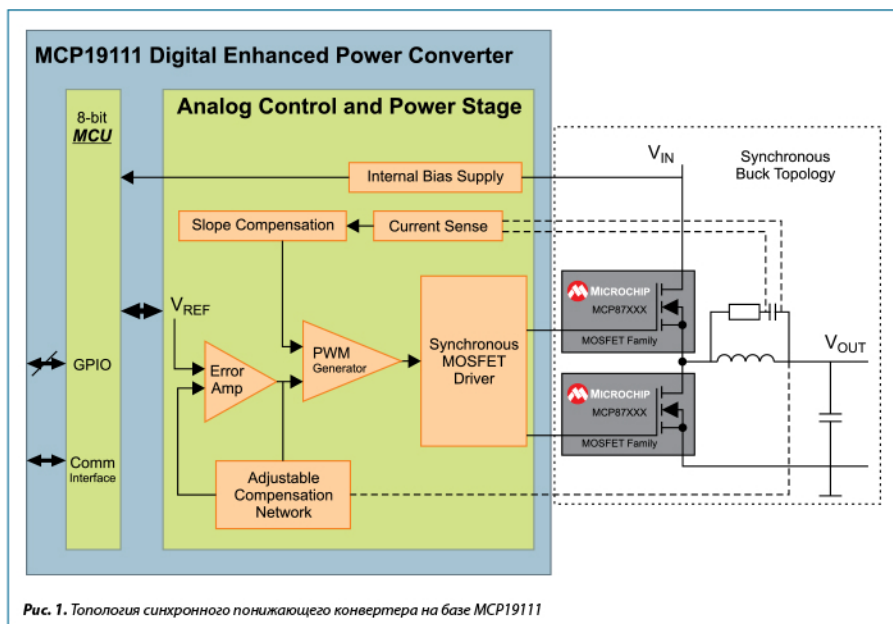 MCP19111 Digital Enhanced Power Converter
8-bit
MCU
GPIO
Comm
Interface
Analog Control and Power Stage
Internal Bias Supply
Slope Compensation
Current Sense
VREF
Error
Amp
PWM
Generator
Synchronous
MOSFET
Driver
Adjustable
Compensation
Network
VIN
Synchronous
Buck Topology
MICROCHIP
MCP87XXX
MOSFET Family
MICROCHIP
MCP87XXX
MOSFET Family
VOUT
Рис. 1. Топология синхронного понижающего конвертера на базе MCP19111